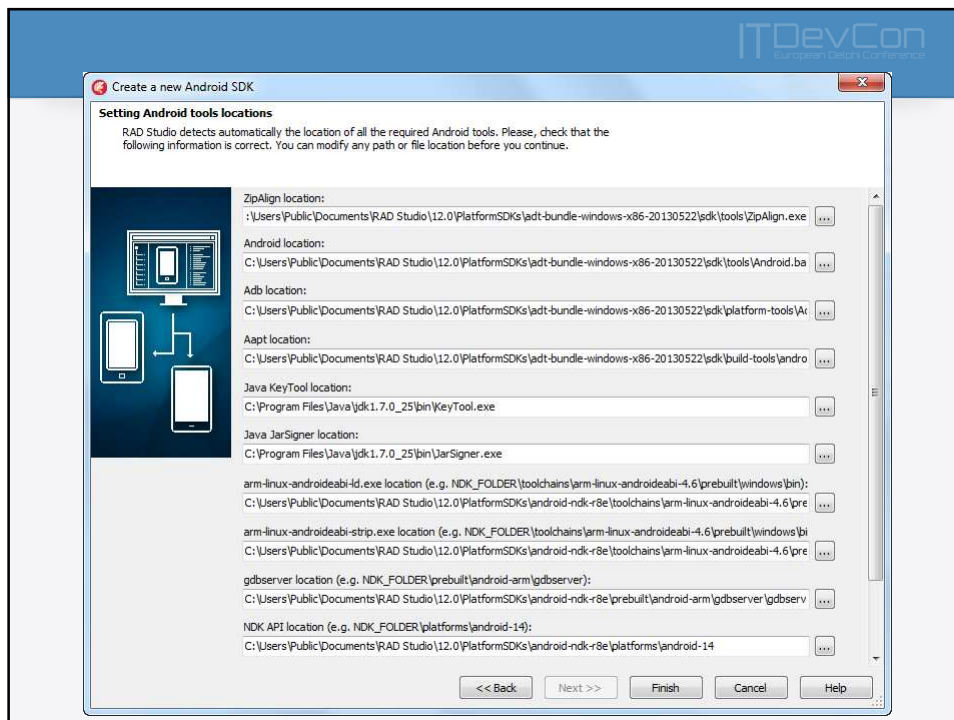 ITDevCon
European Delphi Conference
Create a new Android SDK
Setting Android tools locations
RAD Studio detects automatically the location of all the required Android tools. Please, check that the
following information is correct. You can modify any path or file location before you continue.
ZipAlign location:
:\Users\Public\Documents\RAD Studio\12.0\PlatformSDKs\adt-bundle-windows-x86-20130522\sdk\tools\ZipAlign.exe
...
Android location:
C:\Users\Public\Documents\RAD Studio\12.0\PlatformSDKs\adt-bundle-windows-x86-20130522\sdk\tools\Android.ba
...
Adb location:
C:\Users\Public\Documents\RAD Studio\12.0\PlatformSDKs\adt-bundle-windows-x86-20130522\sdk\platform-tools\Ac
...
Aapt location:
C:\Users\Public\Documents\RAD Studio\12.0\PlatformSDKs\adt-bundle-windows-x86-20130522\sdk\build-tools\andro
...
Java KeyTool location:
C:\Program Files\Java\jdk1.7.0_25\bin\KeyTool.exe
...
Java JarSigner location:
C:\Program Files\Java\jdk1.7.0_25\bin\JarSigner.exe
...
arm-linux-androideabi-ld.exe location (e.g. NDK_FOLDER\toolchains\arm-linux-androideabi-4.6\prebuilt\windows\bin):
C:\Users\Public\Documents\RAD Studio\12.0\PlatformSDKs\android-ndk-r8e\toolchains\arm-linux-androideabi-4.6\pre
...
arm-linux-androideabi-strip.exe location (e.g. NDK_FOLDER\toolchains\arm-linux-androideabi-4.6\prebuilt\windows\bi
C:\Users\Public\Documents\RAD Studio\12.0\PlatformSDKs\android-ndk-r8e\toolchains\arm-linux-androideabi-4.6\pre
...
gdbserver location (e.g. NDK_FOLDER\prebuilt\android-arm\gdbserver):
C:\Users\Public\Documents\RAD Studio\12.0\PlatformSDKs\android-ndk-r8e\prebuilt\android-arm\gdbserver\gdbserv
...
NDK API location (e.g. NDK_FOLDER\platforms\android-14):
C:\Users\Public\Documents\RAD Studio\12.0\PlatformSDKs\android-ndk-r8e\platforms\android-14
...
<< Back Next >> Finish Cancel Help